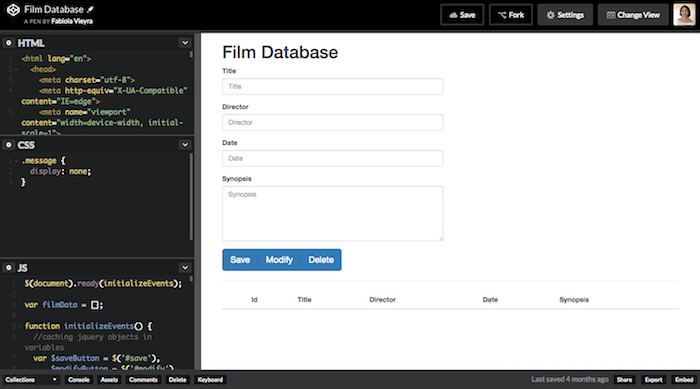 Film Database
A PEN BY Fabiola Vieyra
Save
Fork
Settings
Change View
HTML
1 <html lang="en">
2 <head>
3 <meta charset="utf-8">
4 <meta http-equiv="X-UA-Compatible"
content="IE=edge">
5 <meta name="viewport"
content="width=device-width, initial-
scale=1">
CSS
1 .message {
2 display: none;
3 }
JS
1 $(document).ready(initializeEvents);
2
3 var filmData = [];
4
5 function initializeEvents() {
6 //caching jquery objects in
variables
7 var $saveButton = $('#save'),
8 $modifyButton = $('#modify')
Film Database
Title
Title
Director
Director
Date
Date
Synopsis
Synopsis
Save Modify Delete
Id Title Director Date Synopsis
Collections Console Assets Comments Delete Keyboard Last saved 4 months ago Share Export Embed